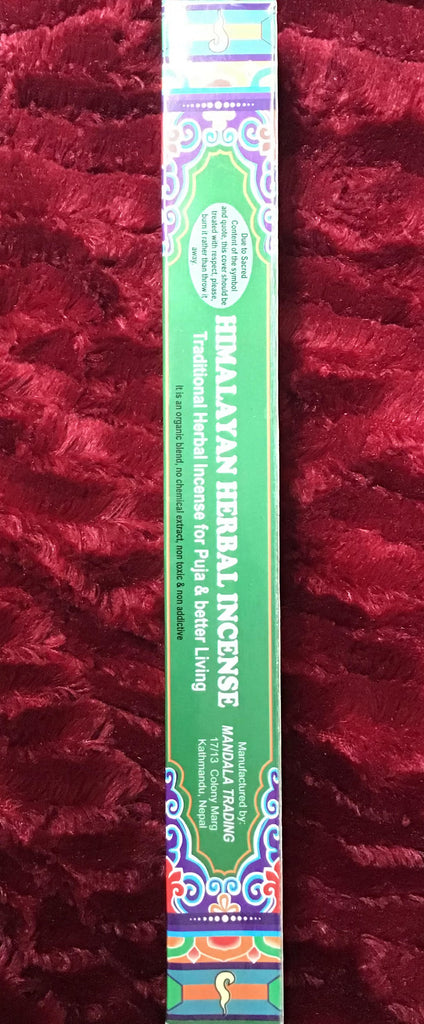 Due to Sacred
Content of the symbol
and quote, this cover should be
treated with respect, please,
burn it rather than throw it
away.
HIMALAYAN HERBAL INCENSE
Traditional Herbal Incense for Puja & better Living
It is an organic blend, no chemical extract, non toxic & non addictive
Manufactured by:
MANDALA TRADING
17/13 Colony Marg
Kathmandu, Nepal